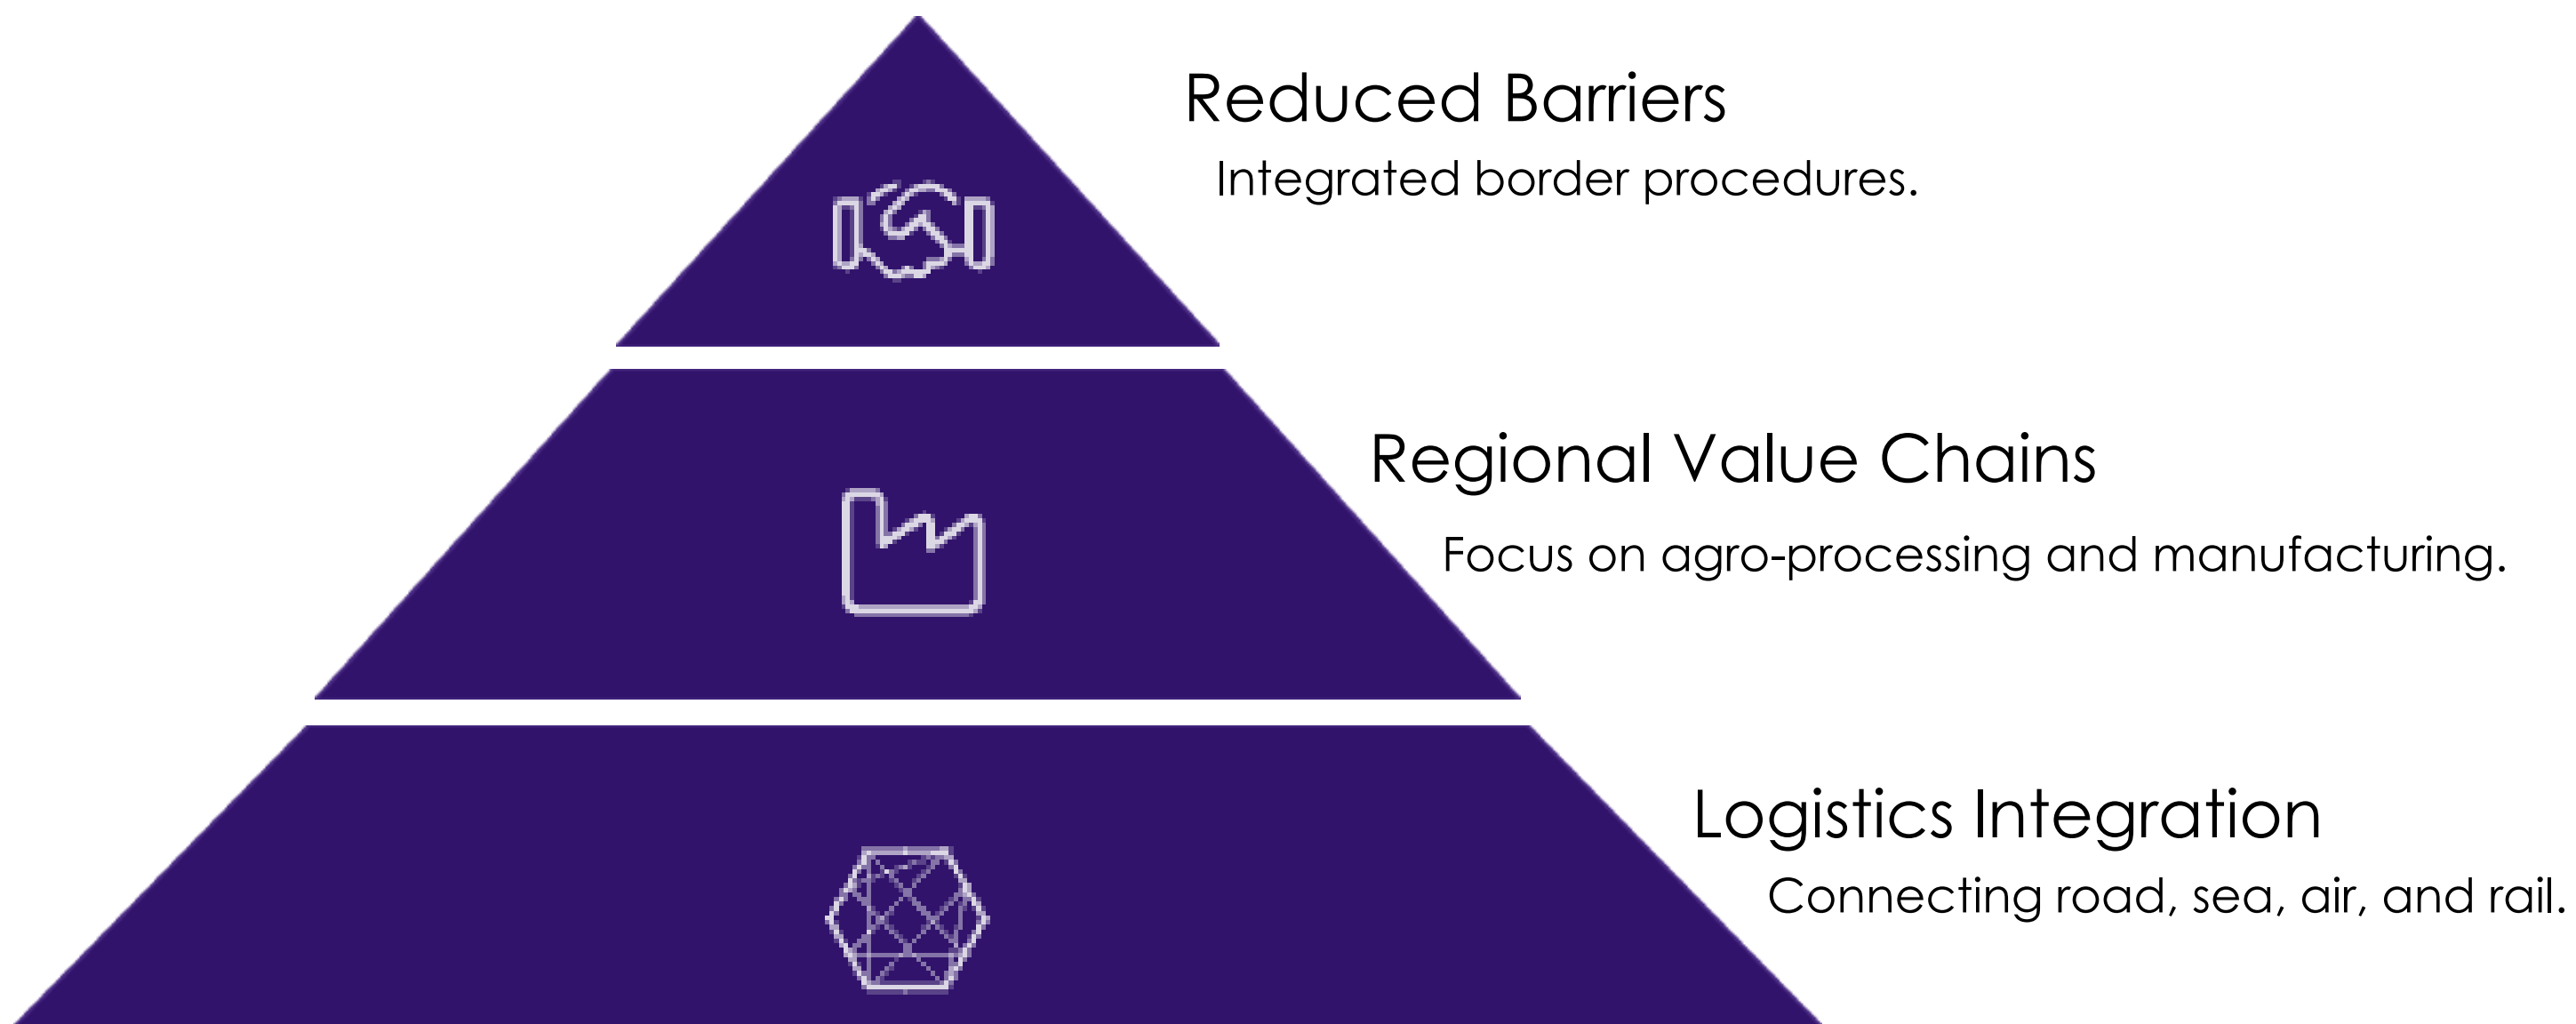 Reduced Barriers
Integrated border procedures.
Regional Value Chains
Focus on agro-processing and manufacturing.
Logistics Integration
Connecting road, sea, air, and rail.